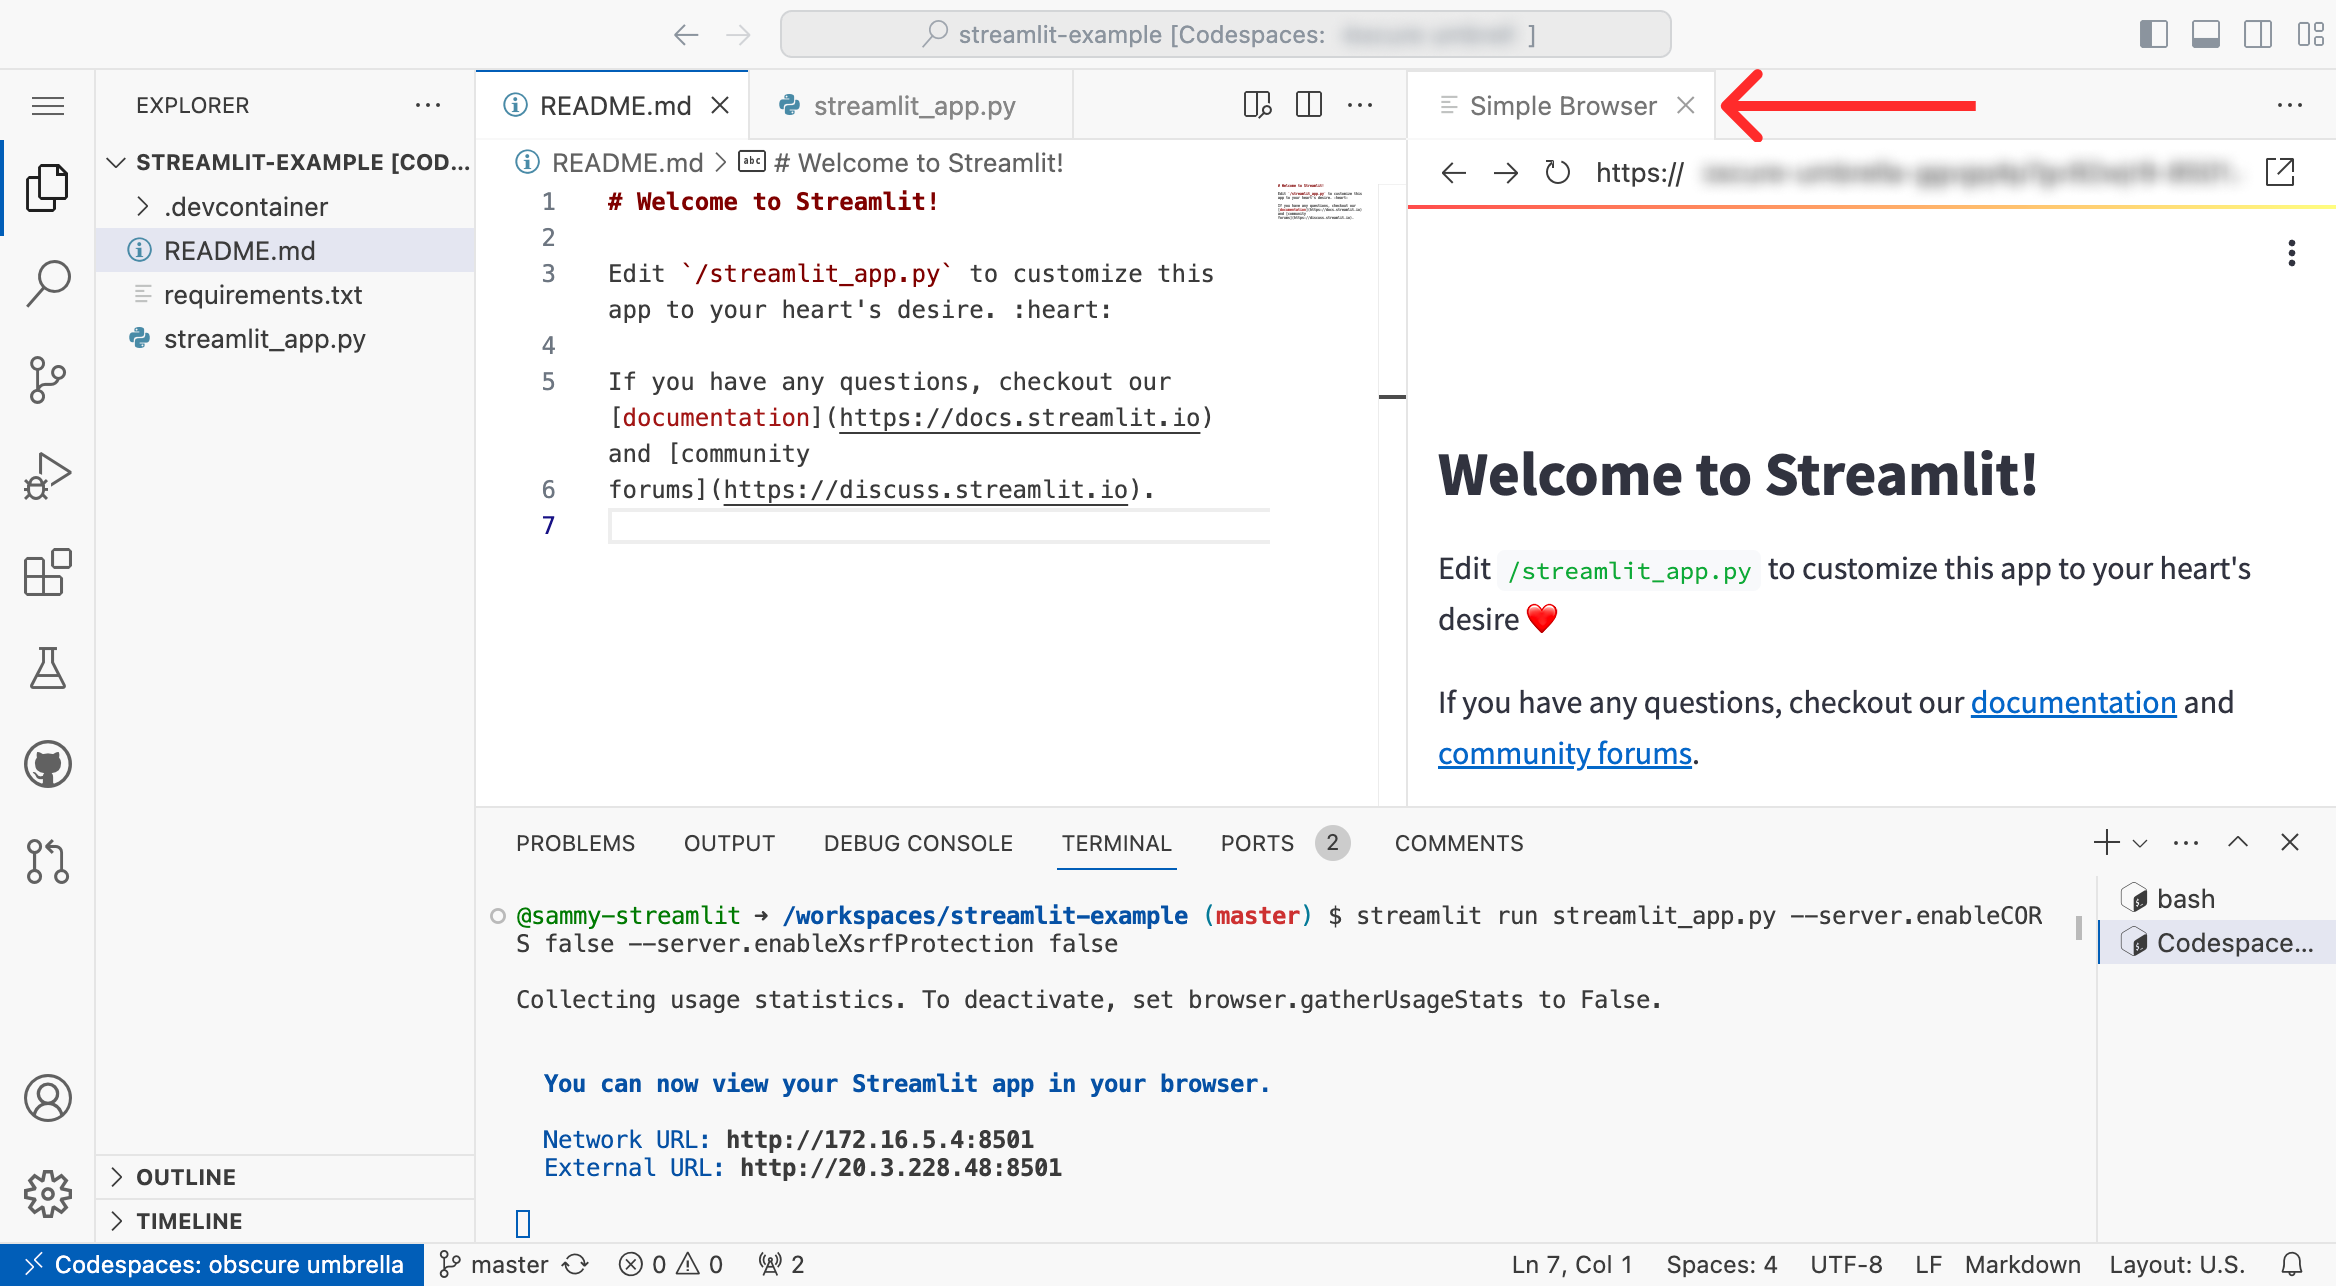 streamlit-example [Codespaces: ]
EXPLORER
STREAMLIT-EXAMPLE [COD...
.devcontainer
README.md
requirements.txt
streamlit_app.py
OUTLINE
TIMELINE
README.md
streamlit_app.py
README.md > # Welcome to Streamlit!
1 # Welcome to Streamlit!
2
3 Edit `/streamlit_app.py` to customize this
app to your heart's desire. :heart:
4
5 If you have any questions, checkout our
[documentation](https://docs.streamlit.io)
and [community
6 forums](https://discuss.streamlit.io).
7
Simple Browser
https://
Welcome to Streamlit!
Edit /streamlit_app.py to customize this app to your heart's
desire ❤️
If you have any questions, checkout our documentation and
community forums.
PROBLEMS OUTPUT DEBUG CONSOLE TERMINAL PORTS 2 COMMENTS
@sammy-streamlit ➜ /workspaces/streamlit-example (master) $ streamlit run streamlit_app.py --server.enableCOR
S false --server.enableXsrfProtection false
Collecting usage statistics. To deactivate, set browser.gatherUsageStats to False.
You can now view your Streamlit app in your browser.
Network URL: http://172.16.5.4:8501
External URL: http://20.3.228.48:8501
bash
Codespace...
Codespaces: obscure umbrella master 0 0 2 Ln 7, Col 1 Spaces: 4 UTF-8 LF Markdown Layout: U.S.